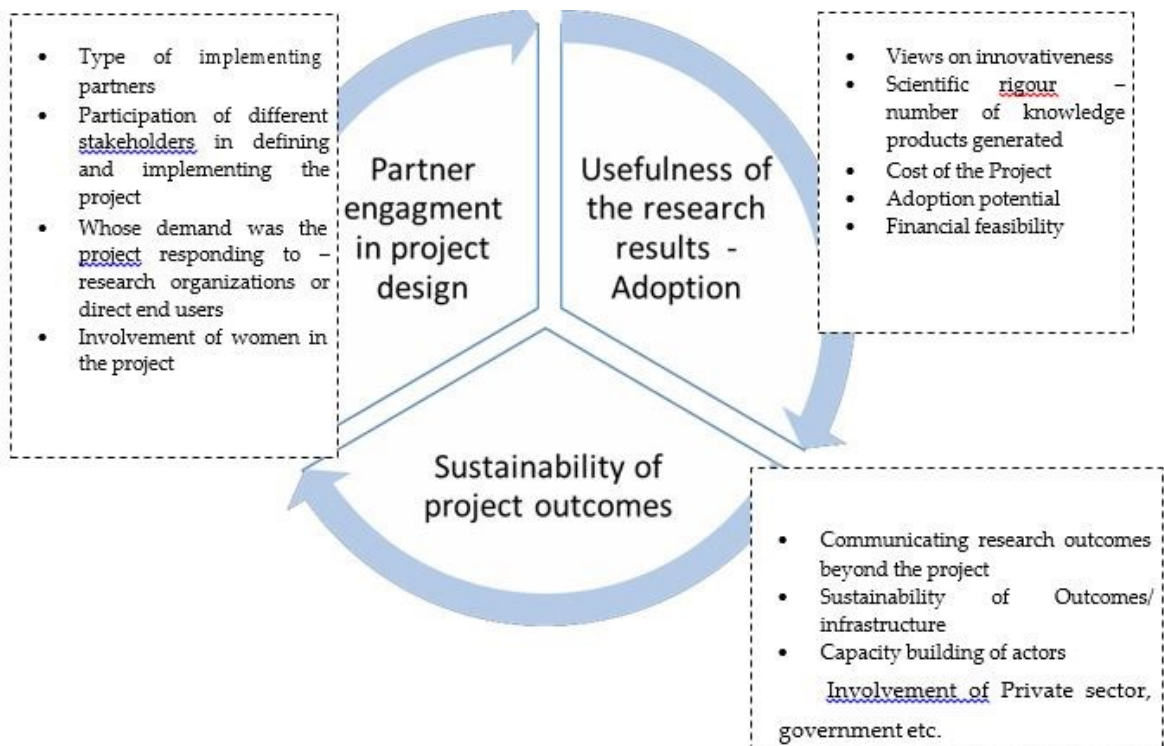 • Type of implementing
partners
• Participation of different
stakeholders in defining
and implementing the
project
• Whose demand was the
project responding to –
research organizations or
direct end users
• Involvement of women in
the project
Partner
engagment
in project
design
Usefulness of
the research
results -
Adoption
• Views on innovativeness
• Scientific rigour –
number of knowledge
products generated
• Cost of the Project
• Adoption potential
• Financial feasibility
Sustainability of
project outcomes
• Communicating research outcomes
beyond the project
• Sustainability of Outcomes/
infrastructure
• Capacity building of actors
Involvement of Private sector,
government etc.